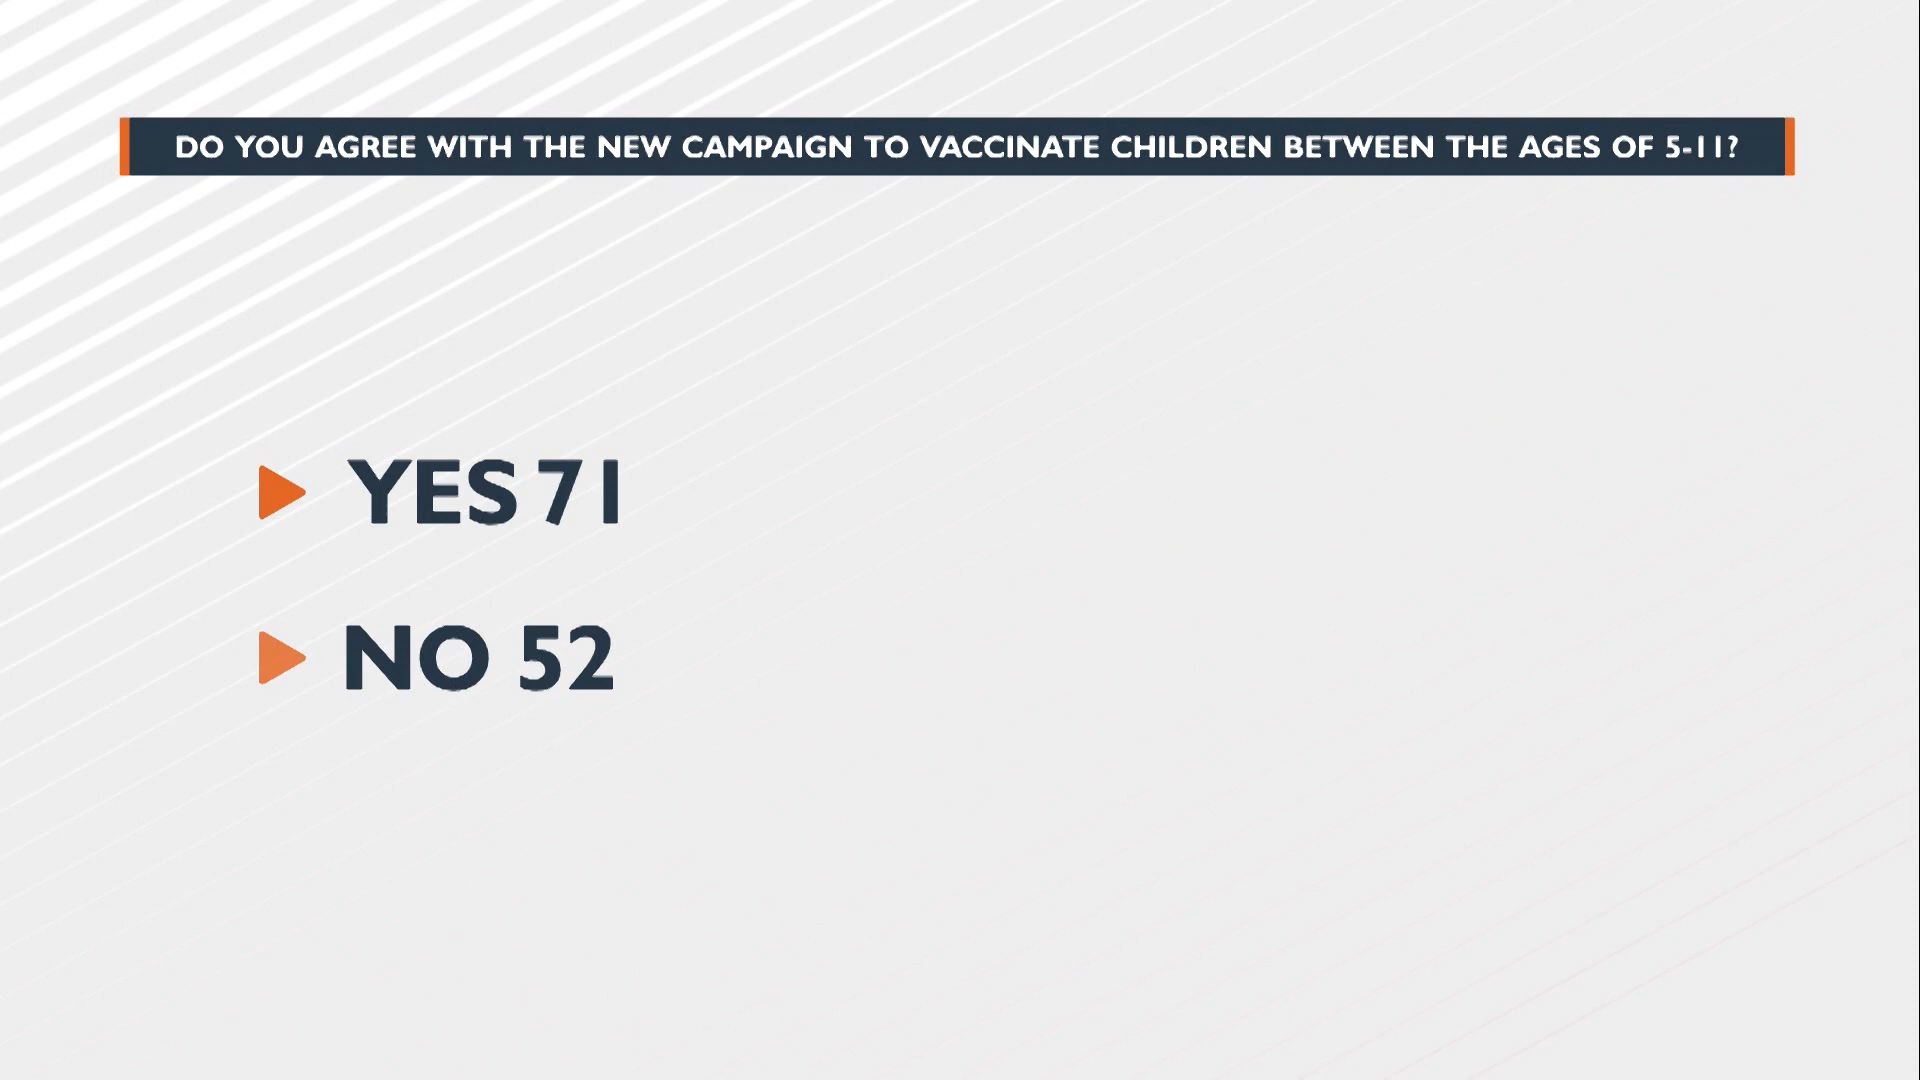 DO YOU AGREE WITH THE NEW CAMPAIGN TO VACCINATE CHILDREN BETWEEN THE AGES OF 5-11?
YES 71
NO 52